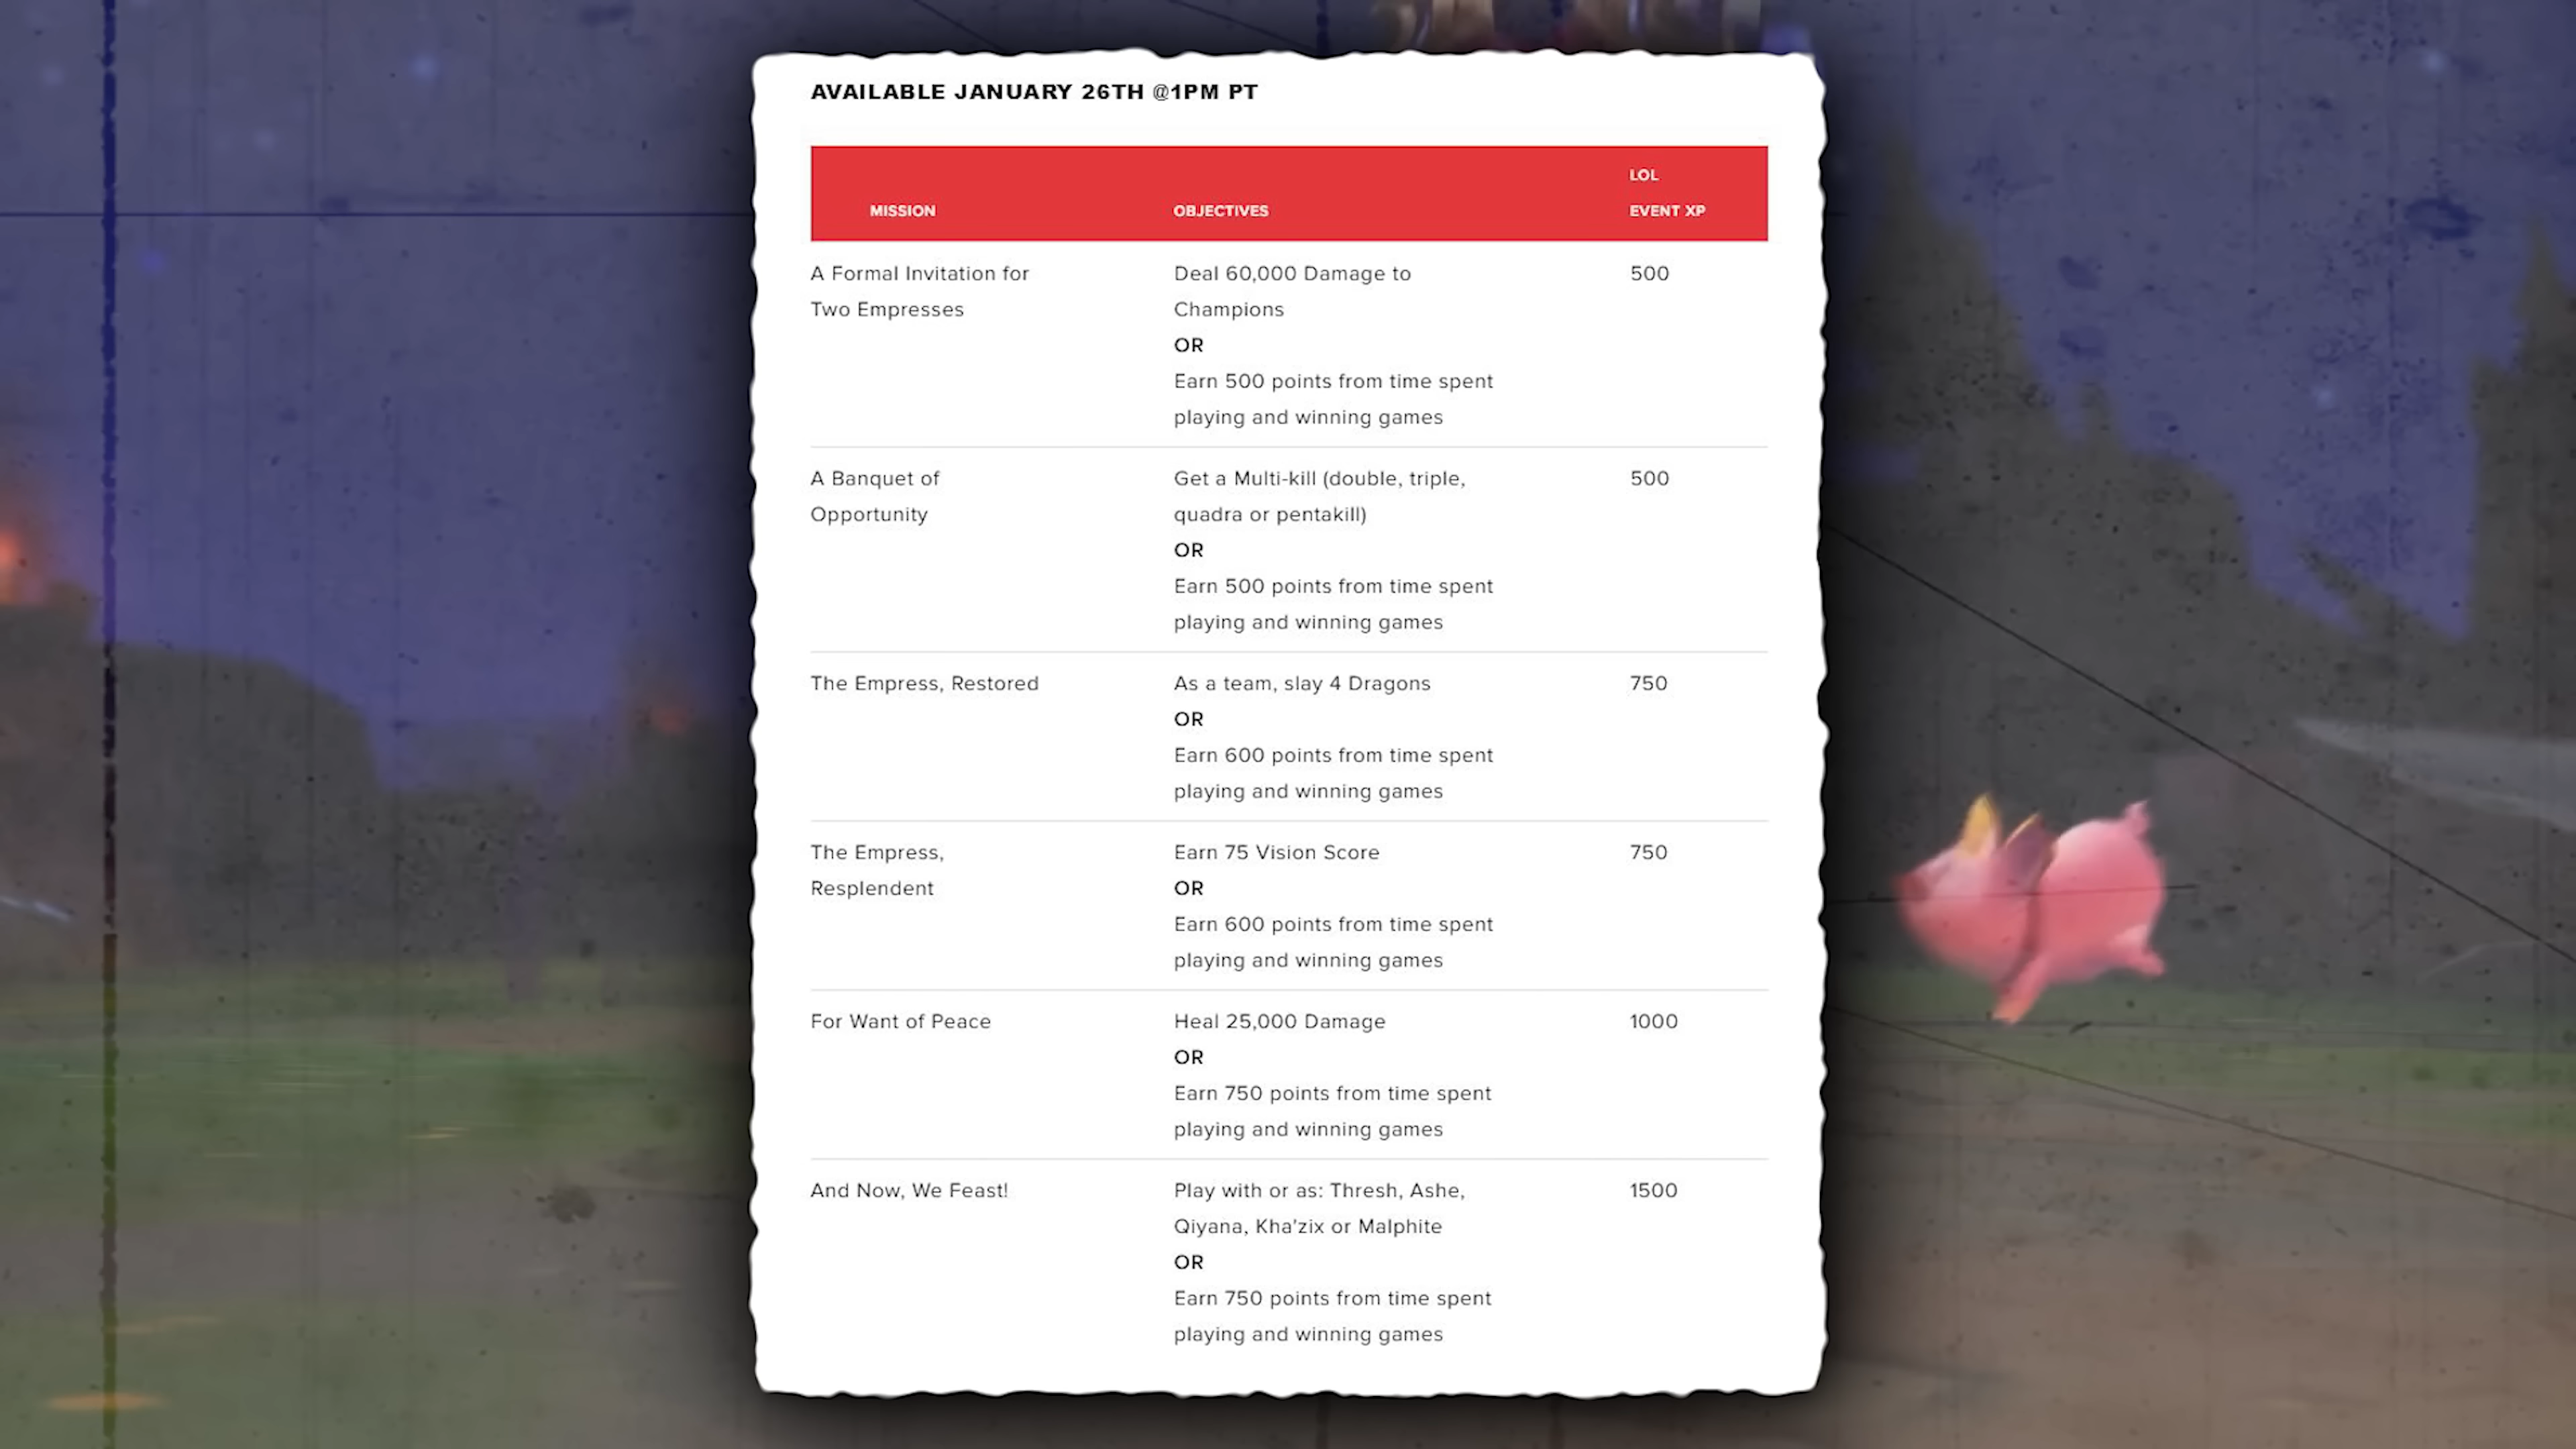 AVAILABLE JANUARY 26TH @1PM PT
LOL
MISSION OBJECTIVES EVENT XP
A Formal Invitation for Deal 60,000 Damage to 500
Two Empresses Champions
OR
Earn 500 points from time spent
playing and winning games
A Banquet of Get a Multi-kill (double, triple, 500
Opportunity quadra or pentakill)
OR
Earn 500 points from time spent
playing and winning games
The Empress, Restored As a team, slay 4 Dragons 750
OR
Earn 600 points from time spent
playing and winning games
The Empress, Earn 75 Vision Score 750
Resplendent OR
Earn 600 points from time spent
playing and winning games
For Want of Peace Heal 25,000 Damage 1000
OR
Earn 750 points from time spent
playing and winning games
And Now, We Feast! Play with or as: Thresh, Ashe, 1500
Qiyana, Kha'zix or Malphite
OR
Earn 750 points from time spent
playing and winning games